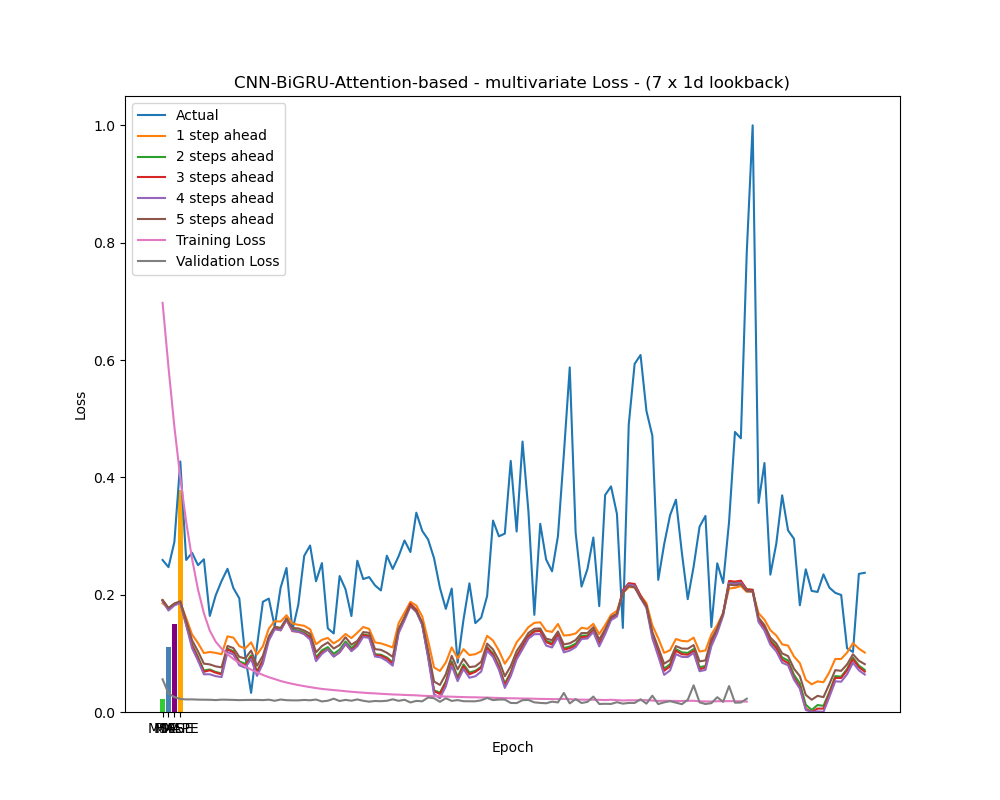 CNN-BiGRU-Attention-based - multivariate Loss - (7 x 1d lookback)
Actual
1 step ahead
2 steps ahead
3 steps ahead
4 steps ahead
5 steps ahead
Training Loss
Validation Loss
1.0
0.8
0.6
0.4
0.2
0.0
Loss
Epoch